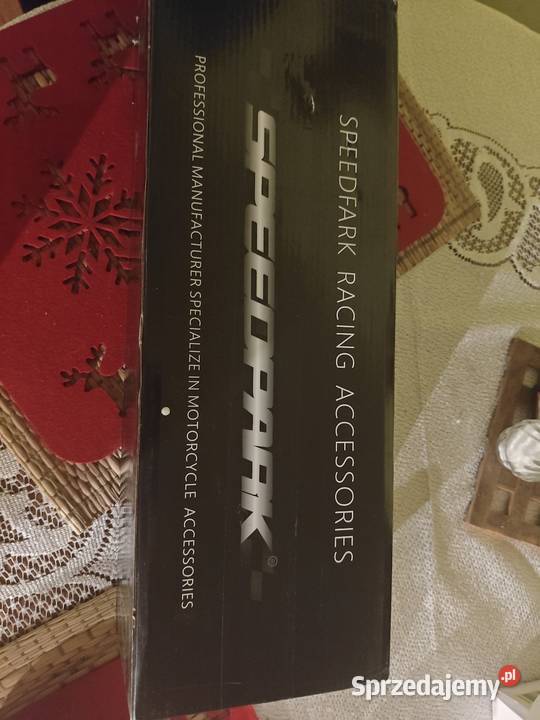 SPEEDFARK RACING ACCESSORIES
SPEEDPARK®
PROFESSIONAL MANUFACTURER SPECIALIZE IN MOTORCYCLE ACCESSORIES
Sprzedajemy.pl